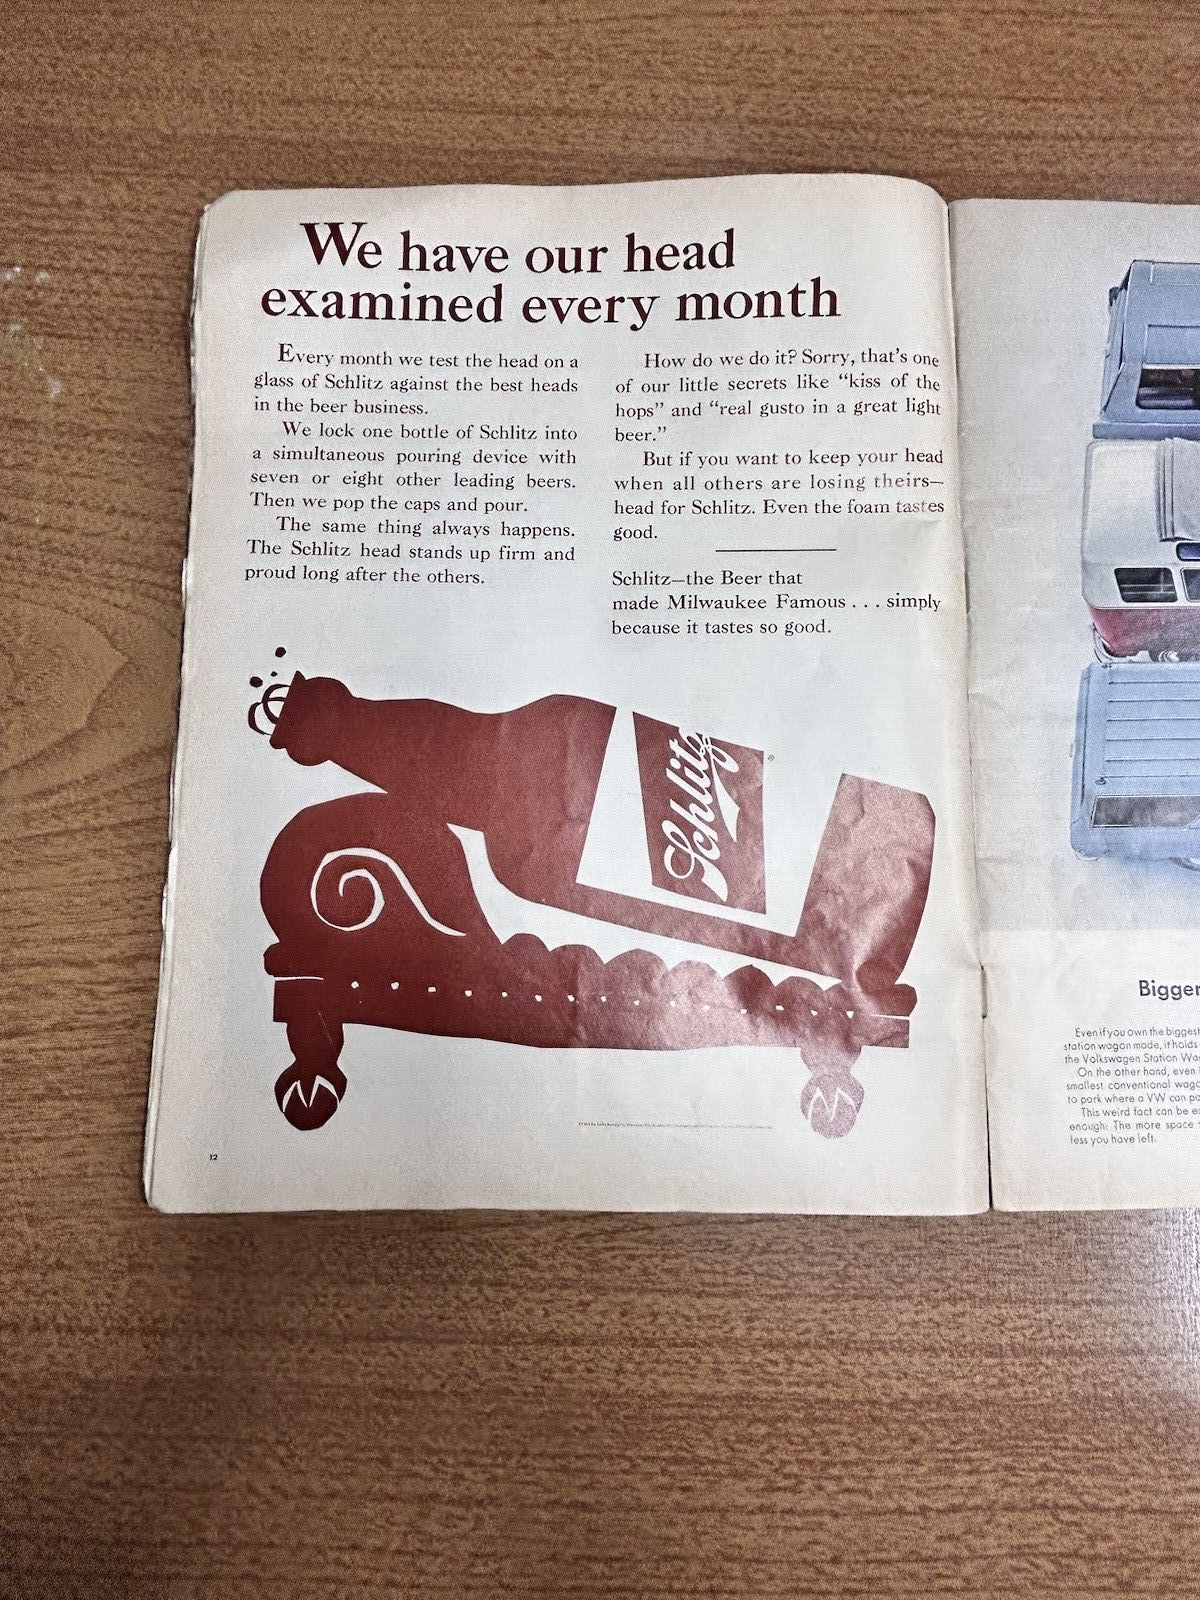 We have our head
examined every month
Every month we test the head on a
glass of Schlitz against the best heads
in the beer business.
We lock one bottle of Schlitz into
a simultaneous pouring device with
seven or eight other leading beers.
Then we pop the caps and pour.
The same thing always happens.
The Schlitz head stands up firm and
proud long after the others.
How do we do it? Sorry, that's one
of our little secrets like “kiss of the
hops” and “real gusto in a great light
beer.”
But if you want to keep your head
when all others are losing theirs—
head for Schlitz. Even the foam tastes
good.
Schlitz—the Beer that
made Milwaukee Famous . . . simply
because it tastes so good.
Schlitz
®
12
Bigger
Even if you own the biggest
station wagon made, it holds
the Volkswagen Station
On the other hand, even
smallest conventional
to park where a VW can
This weird fact can be
enough: The more space
less you have left.